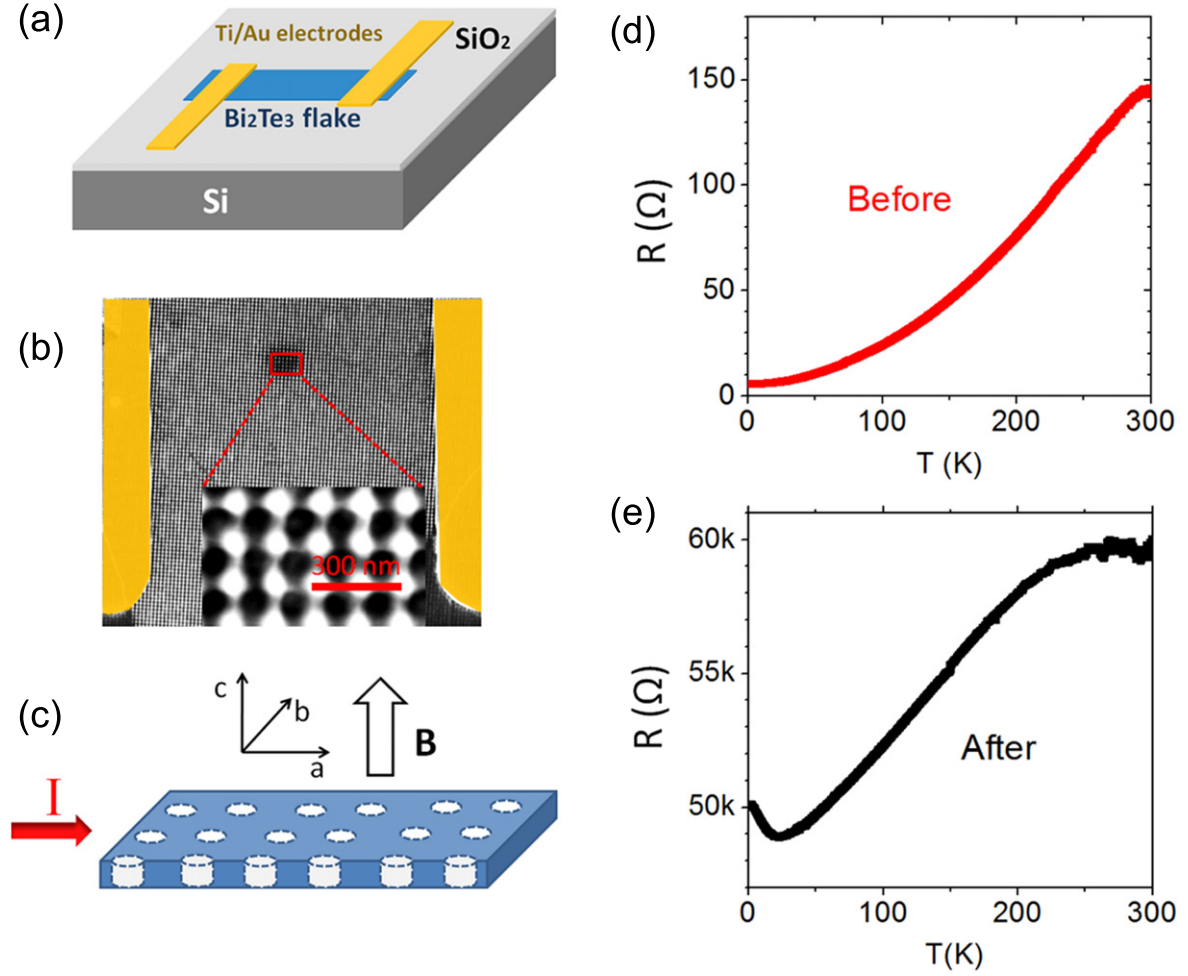 (a)
Ti/Au electrodes
SiO₂
Bi₂Te₃ flake
Si
(b)
300 nm
(c)
c
b
a
B
I
(d)
150
100
50
0
R (Ω)
Before
0
100
200
300
T (K)
(e)
60k
55k
50k
R (Ω)
After
0
100
200
300
T(K)